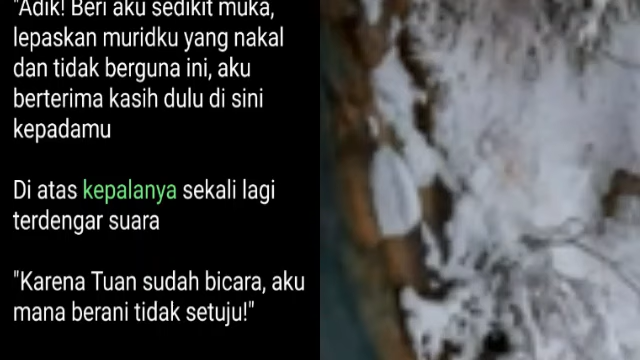 "Adik! Beri aku sedikit muka,
lepaskan muridku yang nakal
dan tidak berguna ini, aku
berterima kasih dulu di sini
kepadamu
Di atas kepalanya sekali lagi
terdengar suara
"Karena Tuan sudah bicara, aku
mana berani tidak setuju!"